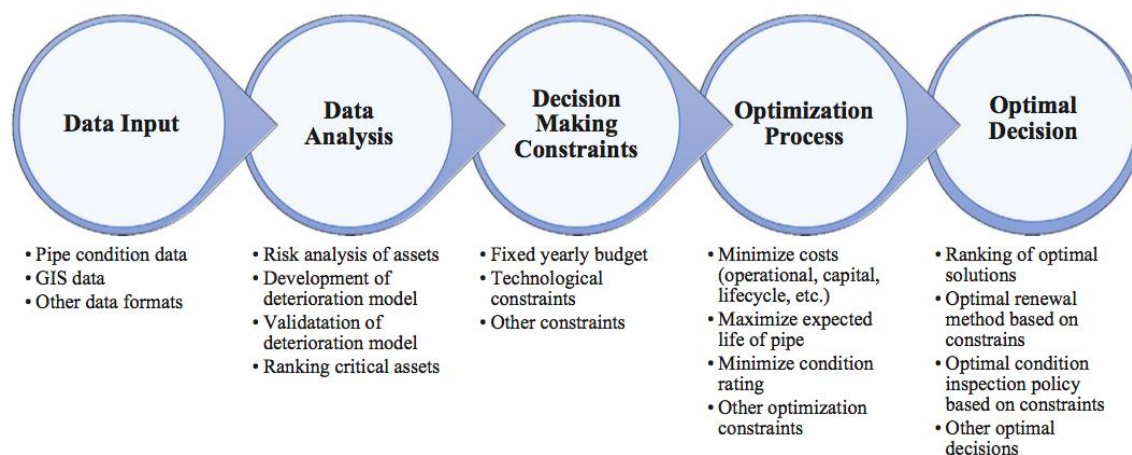 Data Input
Data
Analysis
Decision
Making
Constraints
Optimization
Process
Optimal
Decision
• Pipe condition data
• GIS data
• Other data formats
• Risk analysis of assets
• Development of
deterioration model
• Validatation of
deterioration model
• Ranking critical assets
• Fixed yearly budget
• Technological
constraints
• Other constraints
• Minimize costs
(operational, capital,
lifecycle, etc.)
• Maximize expected
life of pipe
• Minimize condition
rating
• Other optimization
constraints
• Ranking of optimal
solutions
• Optimal renewal
method based on
constrains
• Optimal condition
inspection policy
based on constraints
• Other optimal
decisions